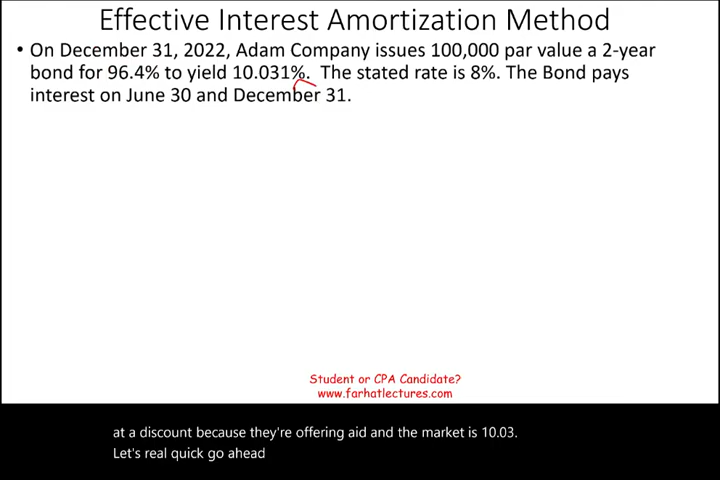 Effective Interest Amortization Method
• On December 31, 2022, Adam Company issues 100,000 par value a 2-year
bond for 96.4% to yield 10.031%. The stated rate is 8%. The Bond pays
interest on June 30 and December 31.
Student or CPA Candidate?
www.farhatlectures.com
at a discount because they're offering aid and the market is 10.03.
Let's real quick go ahead